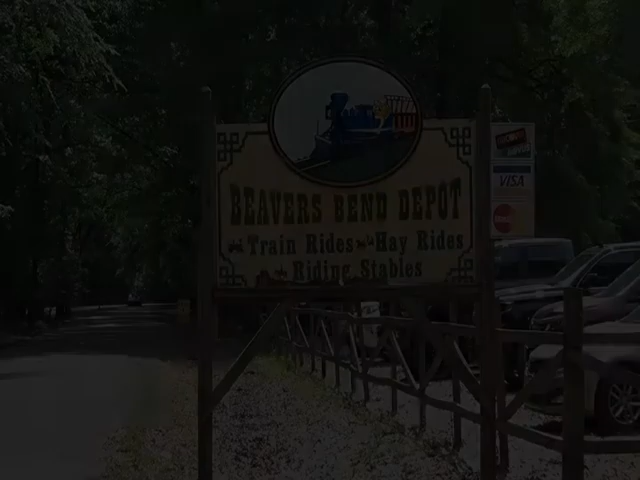 BEAVERS BEND DEPOT
Train Rides Hay Rides
Riding Stables
VISA